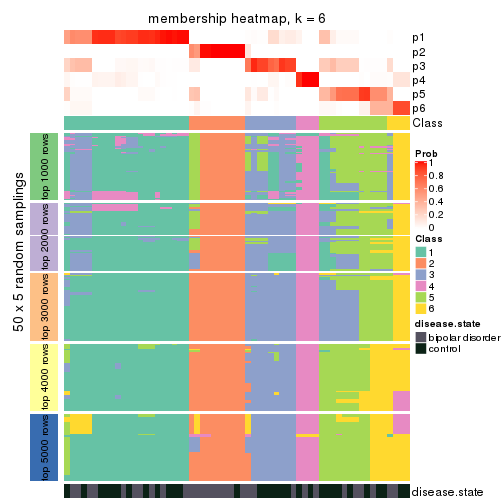 membership heatmap, k = 6
p1
p2
p3
p4
p5
p6
Class
50 x 5 random samplings
top 1000 rows
top 2000 rows
top 3000 rows
top 4000 rows
top 5000 rows
Prob
1
0.8
0.6
0.4
0.2
0
Class
1
2
3
4
5
6
disease.state
bipolar disorder
control
disease.state